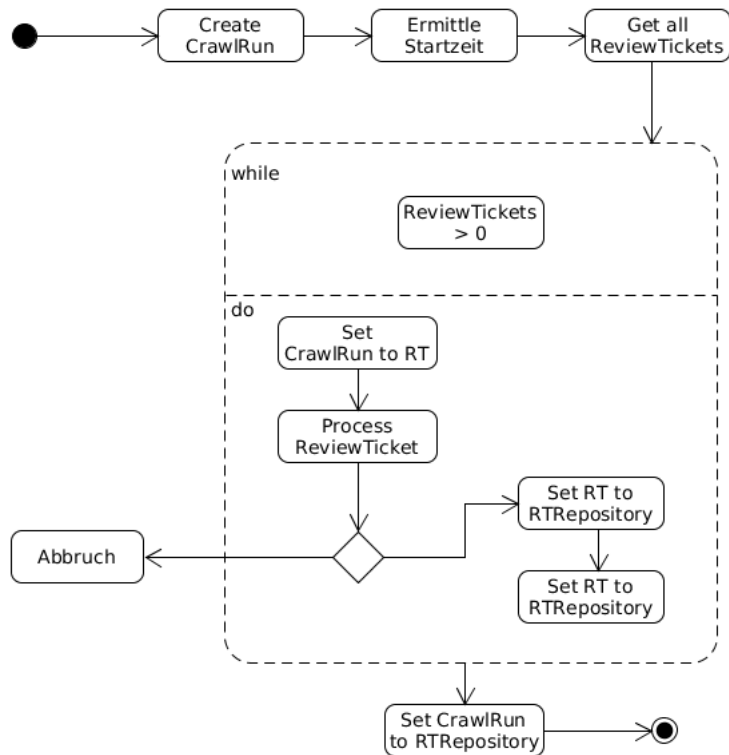 Create
CrawlRun
Ermittle
Startzeit
Get all
ReviewTickets
while
ReviewTickets
> 0
do
Set
CrawlRun to RT
Process
ReviewTicket
Set RT to
RTRepository
Abbruch
Set RT to
RTRepository
Set CrawlRun
to RTRepository